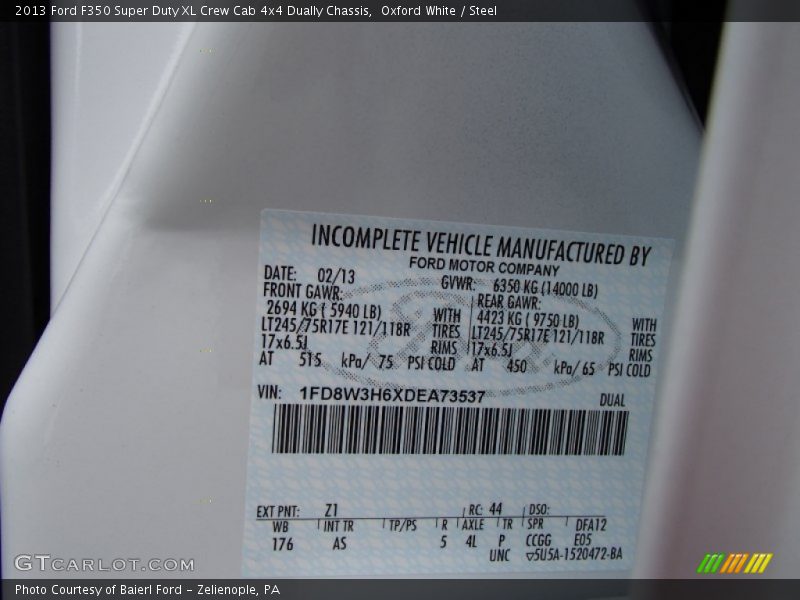 2013 Ford F350 Super Duty XL Crew Cab 4x4 Dually Chassis,  Oxford White / Steel
INCOMPLETE VEHICLE MANUFACTURED BY
FORD MOTOR COMPANY
DATE: 02/13 GVWR: 6350 KG (14000 LB)
FRONT GAWR: REAR GAWR:
2694 KG ( 5940 LB) WITH 4423 KG ( 9750 LB) WITH
LT245/75R17E 121/118R TIRES LT245/75R17E 121/118R TIRES
17x6.5J RIMS 17x6.5J RIMS
AT 515 kPa/ 75 PSI COLD AT 450 kPa/ 65 PSI COLD
VIN: 1FD8W3H6XDEA73537 DUAL
EXT PNT: Z1 RC: 44 DSO:
WB INT TR TP/PS R AXLE TR SPR DFA12
176 AS 5 4L P CCGG E05
UNC ▽5U5A-1520472-BA
GTCARLOT.COM
Photo Courtesy of Baierl Ford - Zelienople, PA